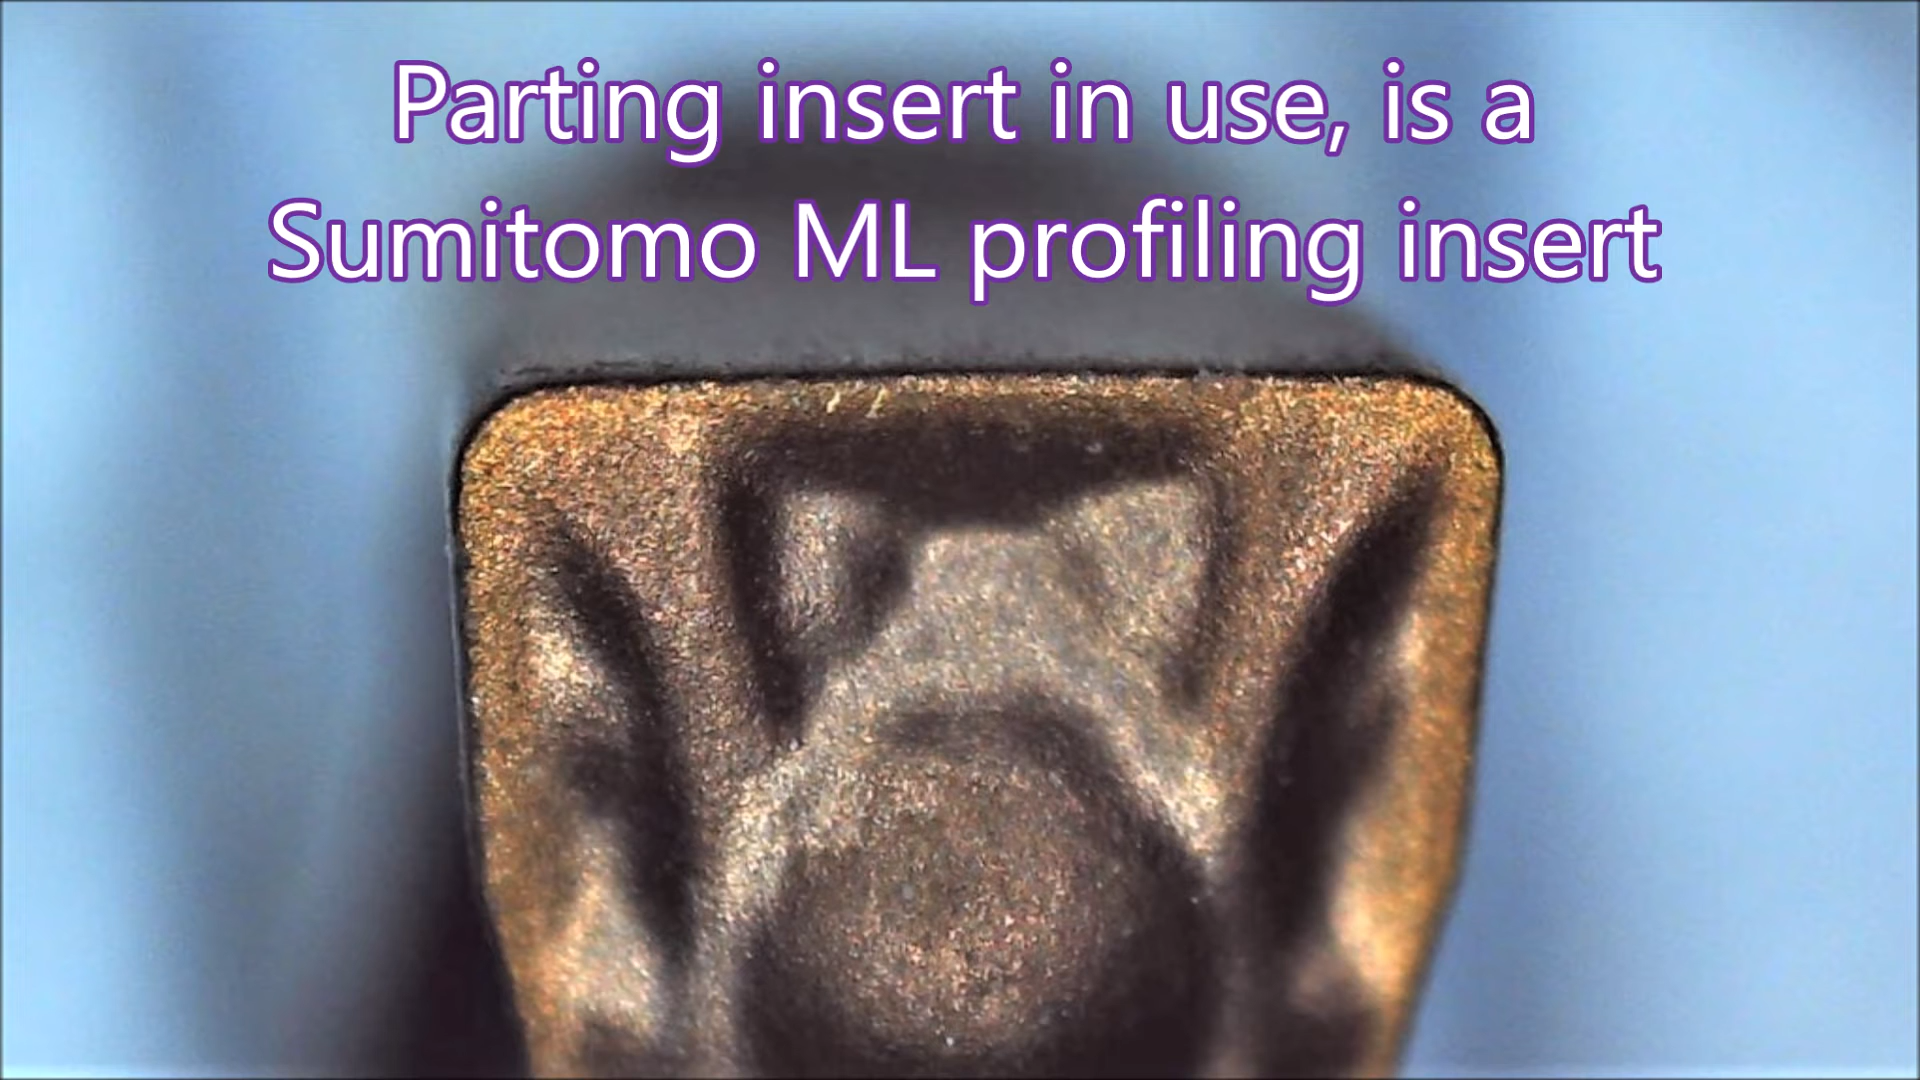 Parting insert in use, is a
Sumitomo ML profiling insert